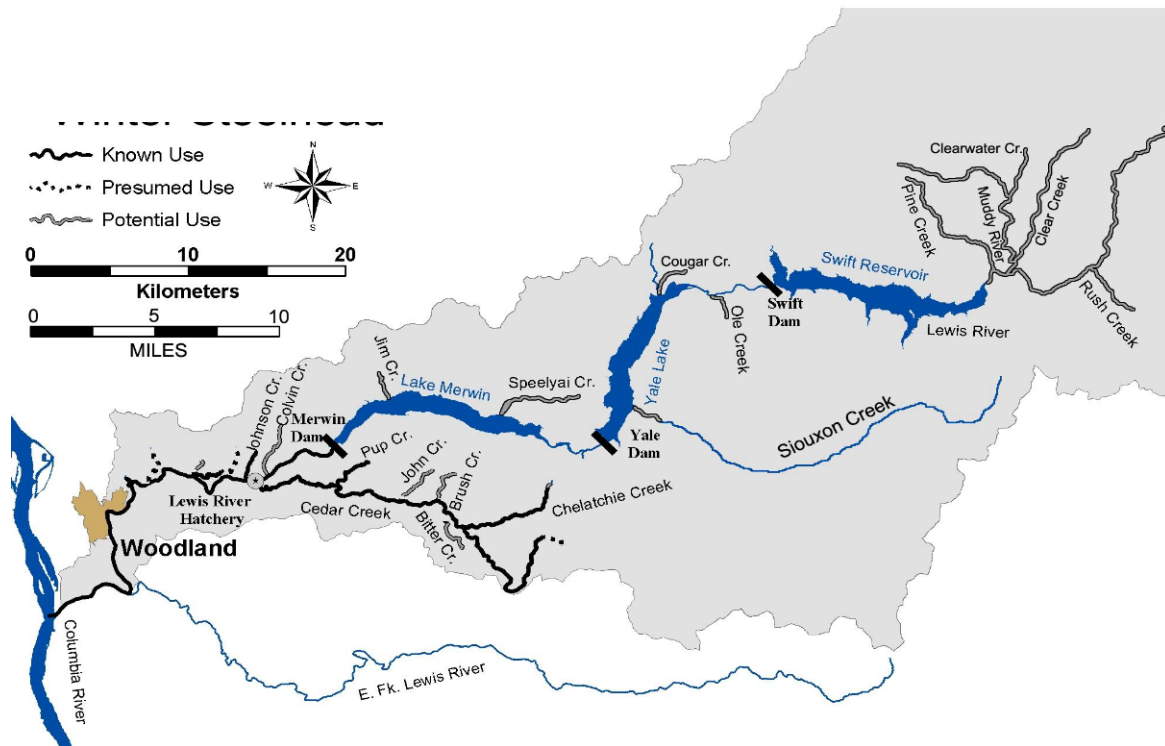 Winter Steelhead
Known Use
Presumed Use
Potential Use
N
W
E
S
0
10
20
Kilometers
0
5
10
MILES
Clearwater Cr.
Pine Creek
Muddy River
Clear Creek
Rush Creek
Swift Reservoir
Lewis River
Cougar Cr.
Swift
Dam
Ole Creek
Yale Lake
Jim Cr.
Lake Merwin
Speelyai Cr.
Johnson Cr.
Colvin Cr.
Merwin
Dam
Yale
Dam
Siouxon Creek
Pup Cr.
John Cr.
Brush Cr.
Chelatchie Creek
Lewis River
Hatchery
Cedar Creek
Bitter Cr.
Woodland
Columbia River
E. Fk. Lewis River